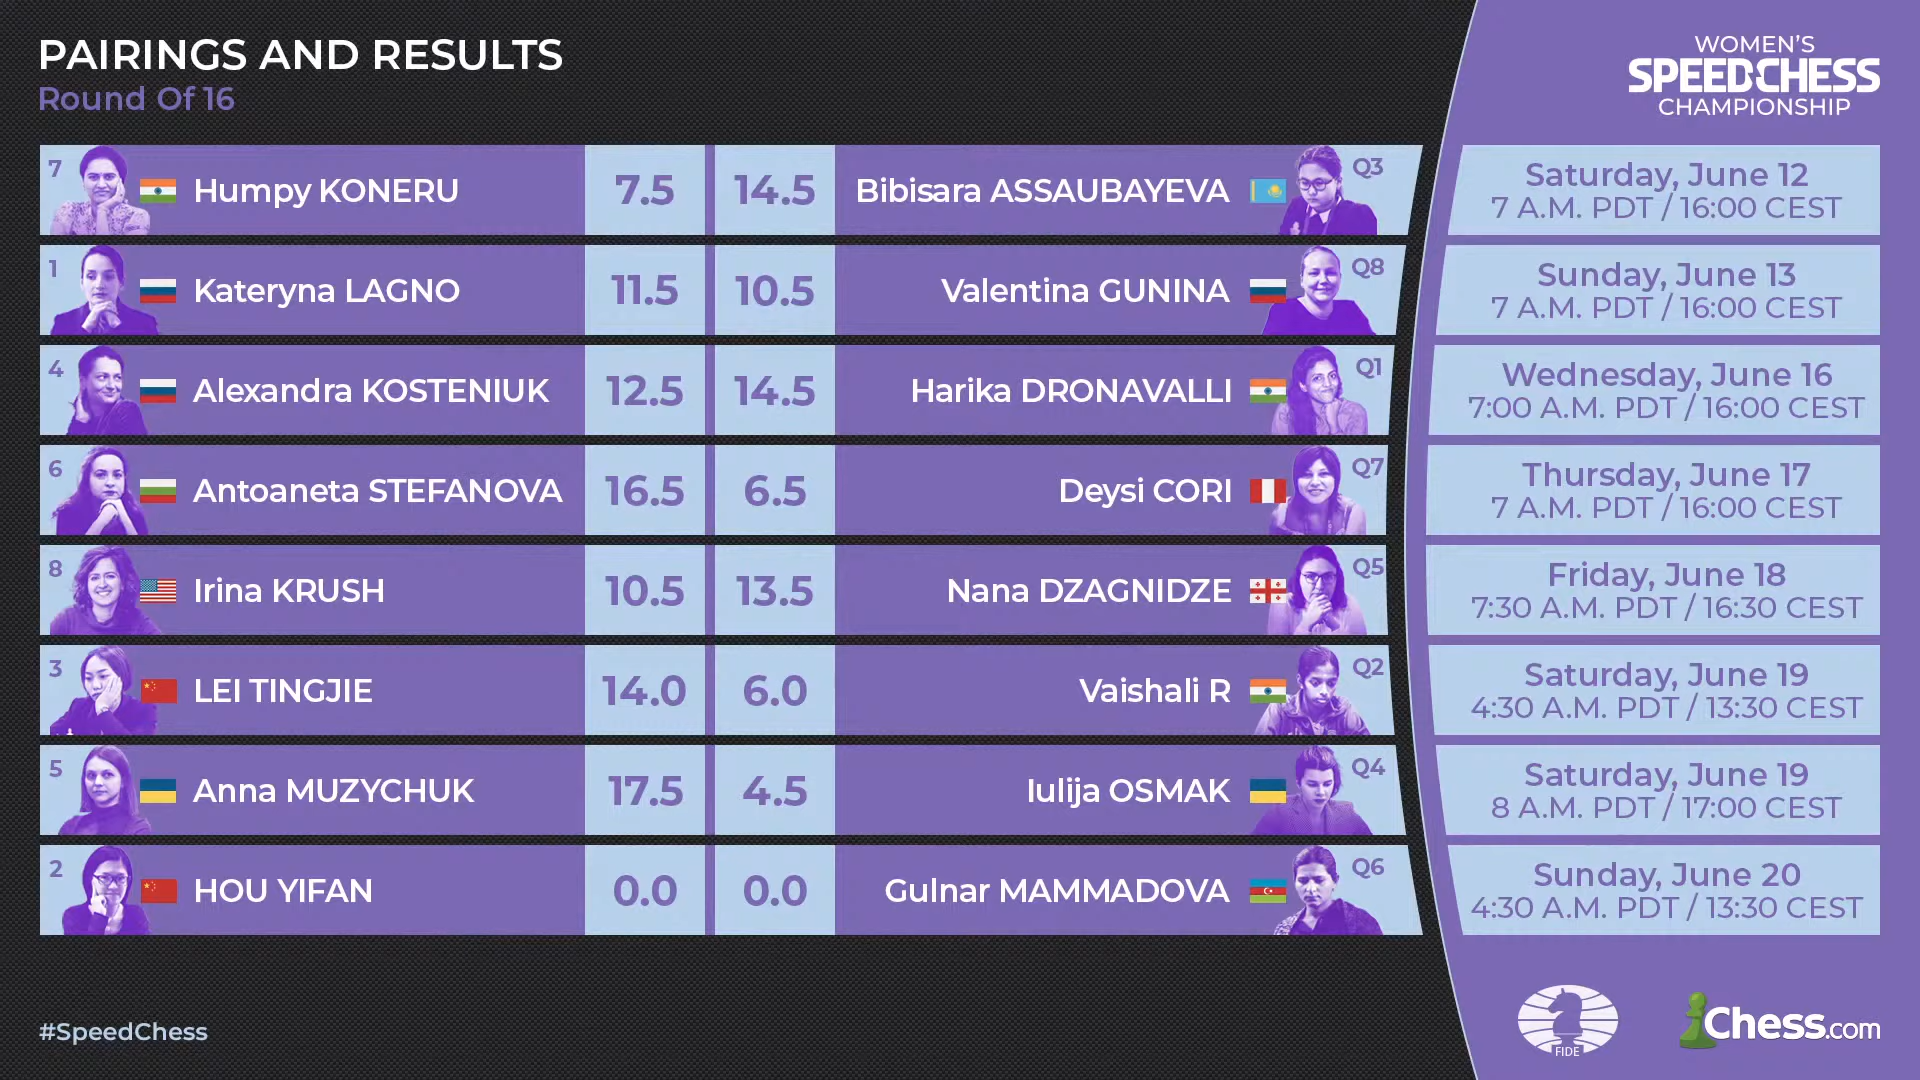 PAIRINGS AND RESULTS
Round Of 16
WOMEN'S
SPEED CHESS
CHAMPIONSHIP
7 Humpy KONERU 7.5 14.5 Bibisara ASSAUBAYEVA Q3
Saturday, June 12
7 A.M. PDT / 16:00 CEST
1 Kateryna LAGNO 11.5 10.5 Valentina GUNINA Q8
Sunday, June 13
7 A.M. PDT / 16:00 CEST
4 Alexandra KOSTENIUK 12.5 14.5 Harika DRONAVALLI Q1
Wednesday, June 16
7:00 A.M. PDT / 16:00 CEST
6 Antoaneta STEFANOVA 16.5 6.5 Deysi CORI Q7
Thursday, June 17
7 A.M. PDT / 16:00 CEST
8 Irina KRUSH 10.5 13.5 Nana DZAGNIDZE Q5
Friday, June 18
7:30 A.M. PDT / 16:30 CEST
3 LEI TINGJIE 14.0 6.0 Vaishali R Q2
Saturday, June 19
4:30 A.M. PDT / 13:30 CEST
5 Anna MUZYCHUK 17.5 4.5 Iulija OSMAK Q4
Saturday, June 19
8 A.M. PDT / 17:00 CEST
2 HOU YIFAN 0.0 0.0 Gulnar MAMMADOVA Q6
Sunday, June 20
4:30 A.M. PDT / 13:30 CEST
#SpeedChess
FIDE
Chess.com